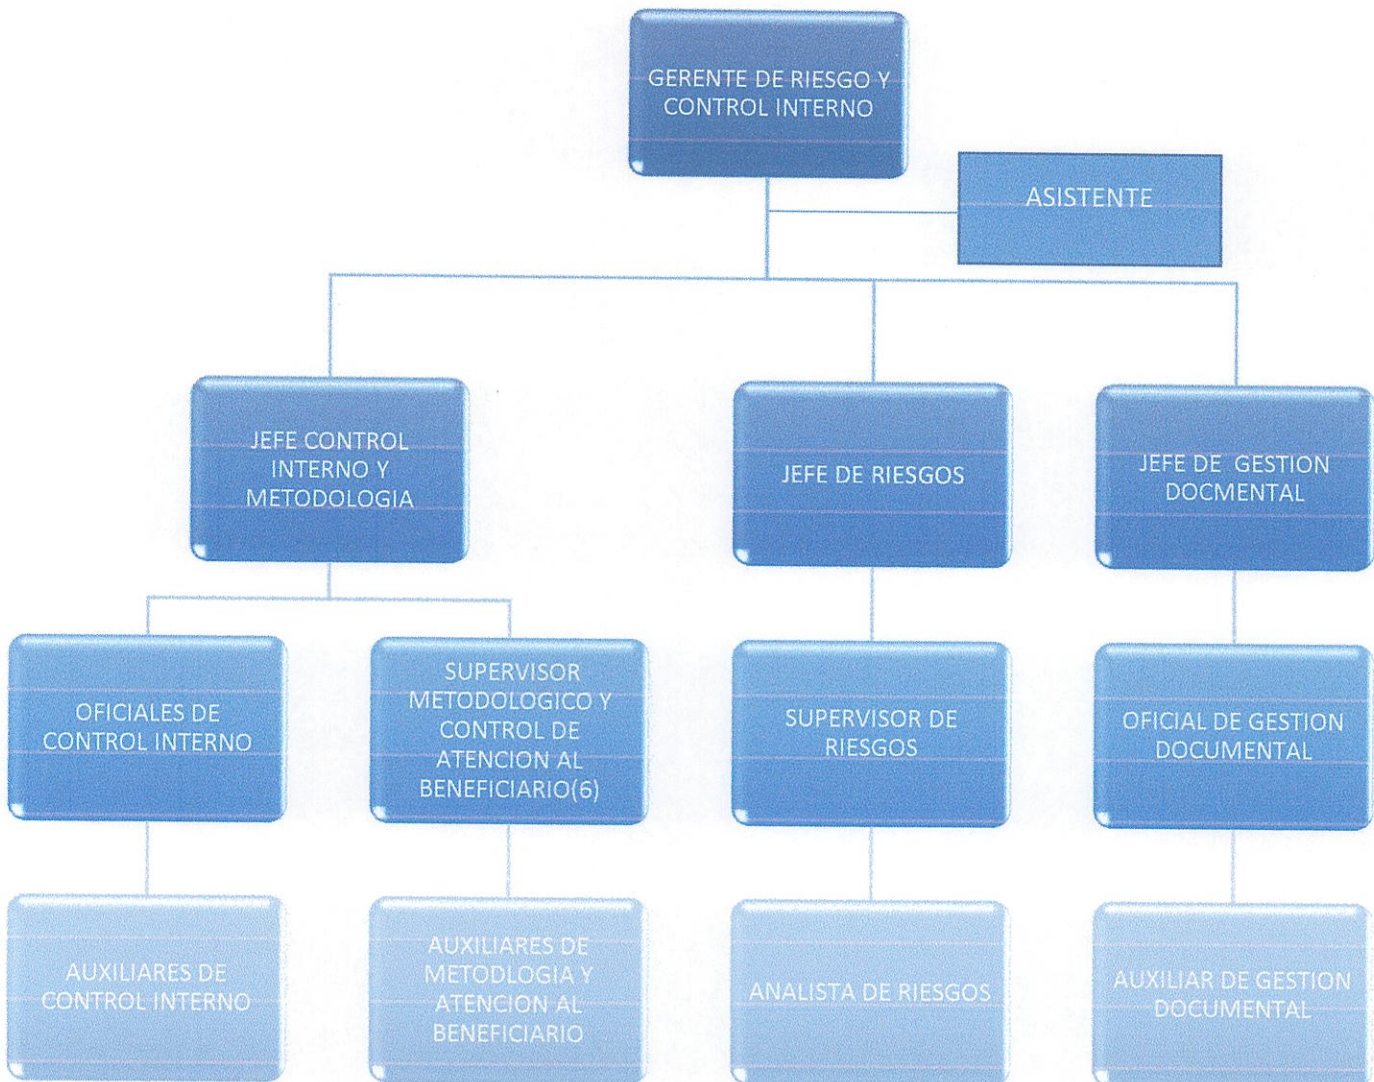 GERENTE DE RIESGO Y
CONTROL INTERNO
ASISTENTE
JEFE CONTROL
INTERNO Y
METODOLOGIA
JEFE DE RIESGOS
JEFE DE GESTION
DOCMENTAL
OFICIALES DE
CONTROL INTERNO
SUPERVISOR
METODOLOGICO Y
CONTROL DE
ATENCION AL
BENEFICIARIO(6)
SUPERVISOR DE
RIESGOS
OFICIAL DE GESTION
DOCUMENTAL
AUXILIARES DE
CONTROL INTERNO
AUXILIARES DE
METODLOGIA Y
ATENCION AL
BENEFICIARIO
ANALISTA DE RIESGOS
AUXILIAR DE GESTION
DOCUMENTAL